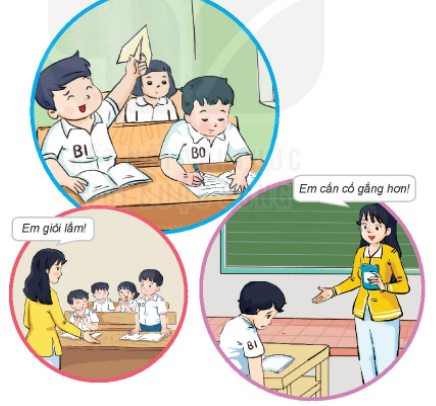 BI
BO
Em giỏi lắm!
Em cần cố gắng hơn!
BI